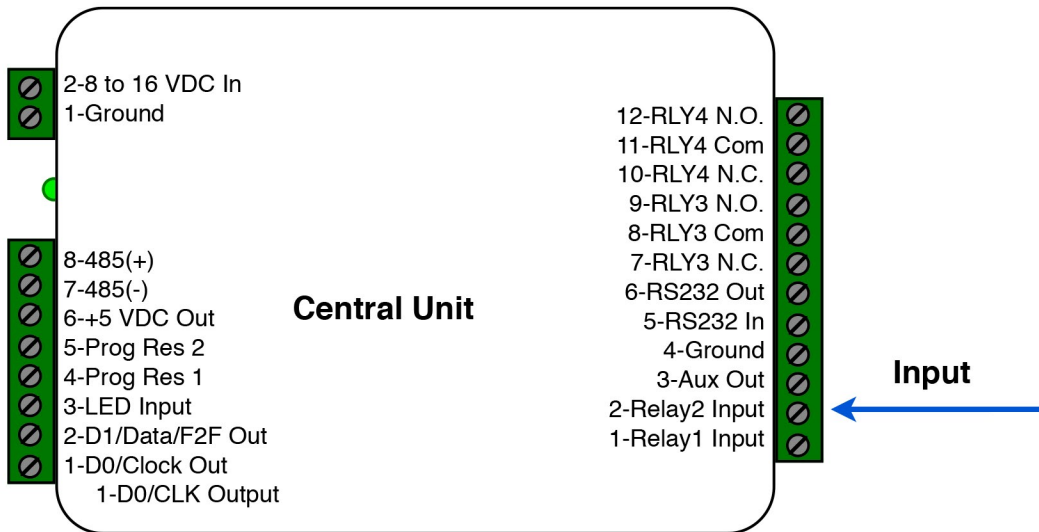 2-8 to 16 VDC In
1-Ground
8-485(+)
7-485(-)
6-+5 VDC Out
5-Prog Res 2
4-Prog Res 1
3-LED Input
2-D1/Data/F2F Out
1-D0/Clock Out
1-D0/CLK Output
Central Unit
12-RLY4 N.O.
11-RLY4 Com
10-RLY4 N.C.
9-RLY3 N.O.
8-RLY3 Com
7-RLY3 N.C.
6-RS232 Out
5-RS232 In
4-Ground
3-Aux Out
2-Relay2 Input
1-Relay1 Input
Input